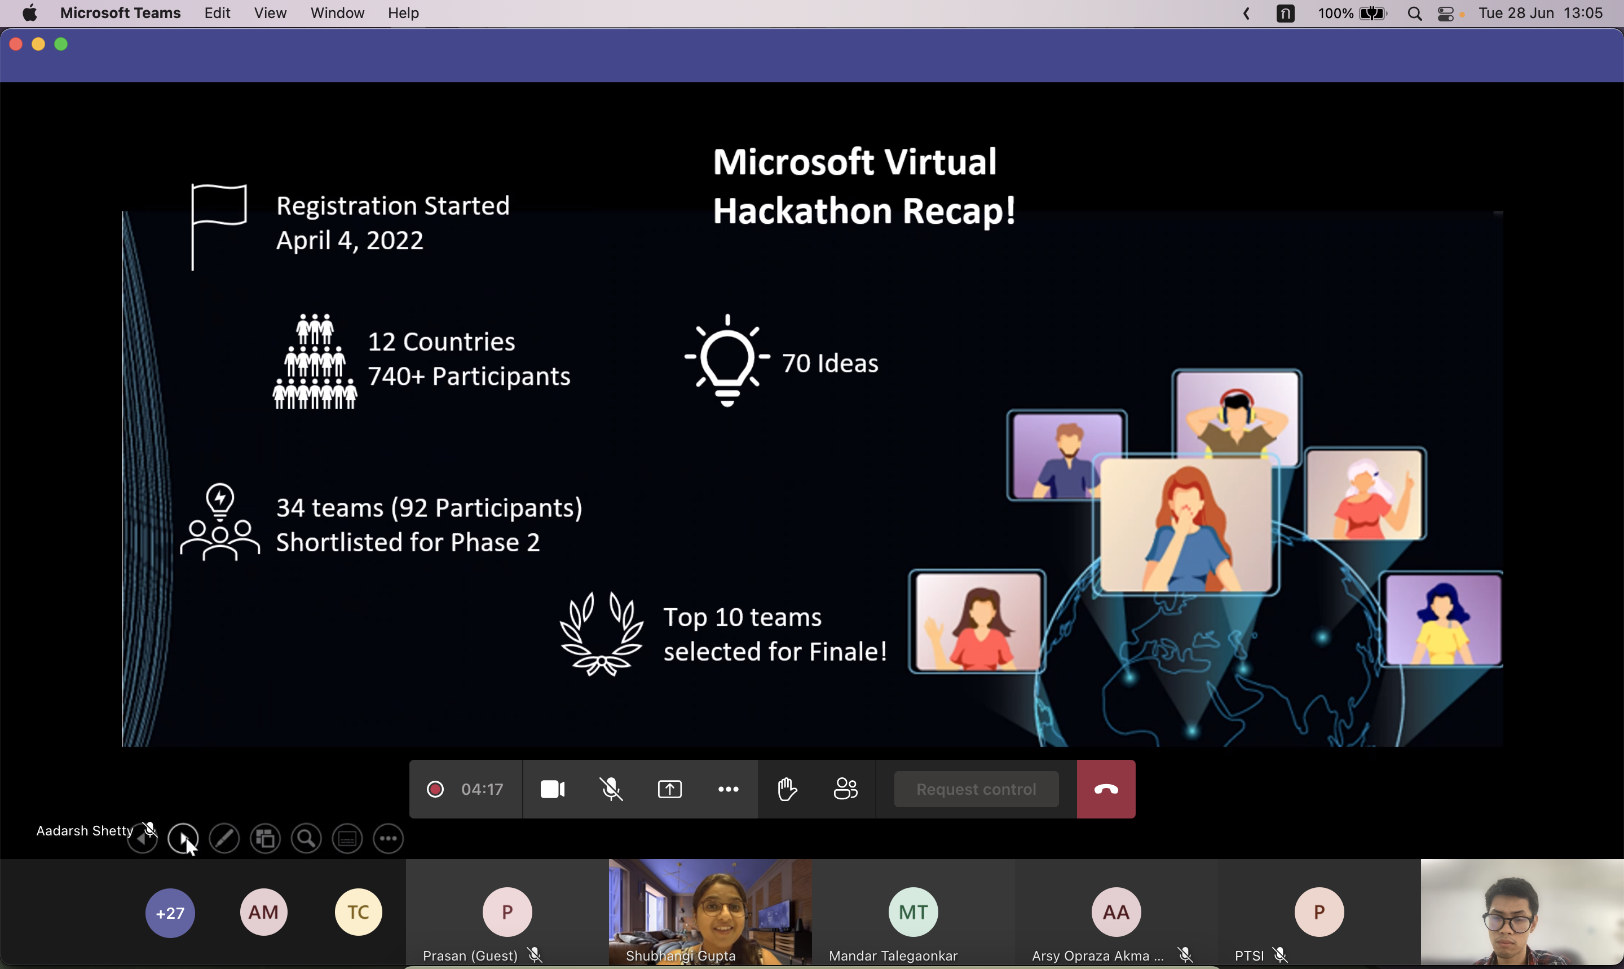 Microsoft Teams Edit View Window Help 100% Tue 28 Jun 13:05
Microsoft Virtual
Hackathon Recap!
Registration Started
April 4, 2022
12 Countries
740+ Participants
70 Ideas
34 teams (92 Participants)
Shortlisted for Phase 2
Top 10 teams
selected for Finale!
04:17 Request control
Aadarsh Shetty
+27 AM TC P MT AA P
Prasan (Guest) Shubhangi Gupta Mandar Talegaonkar Arsy Opraza Akma ... PTSI